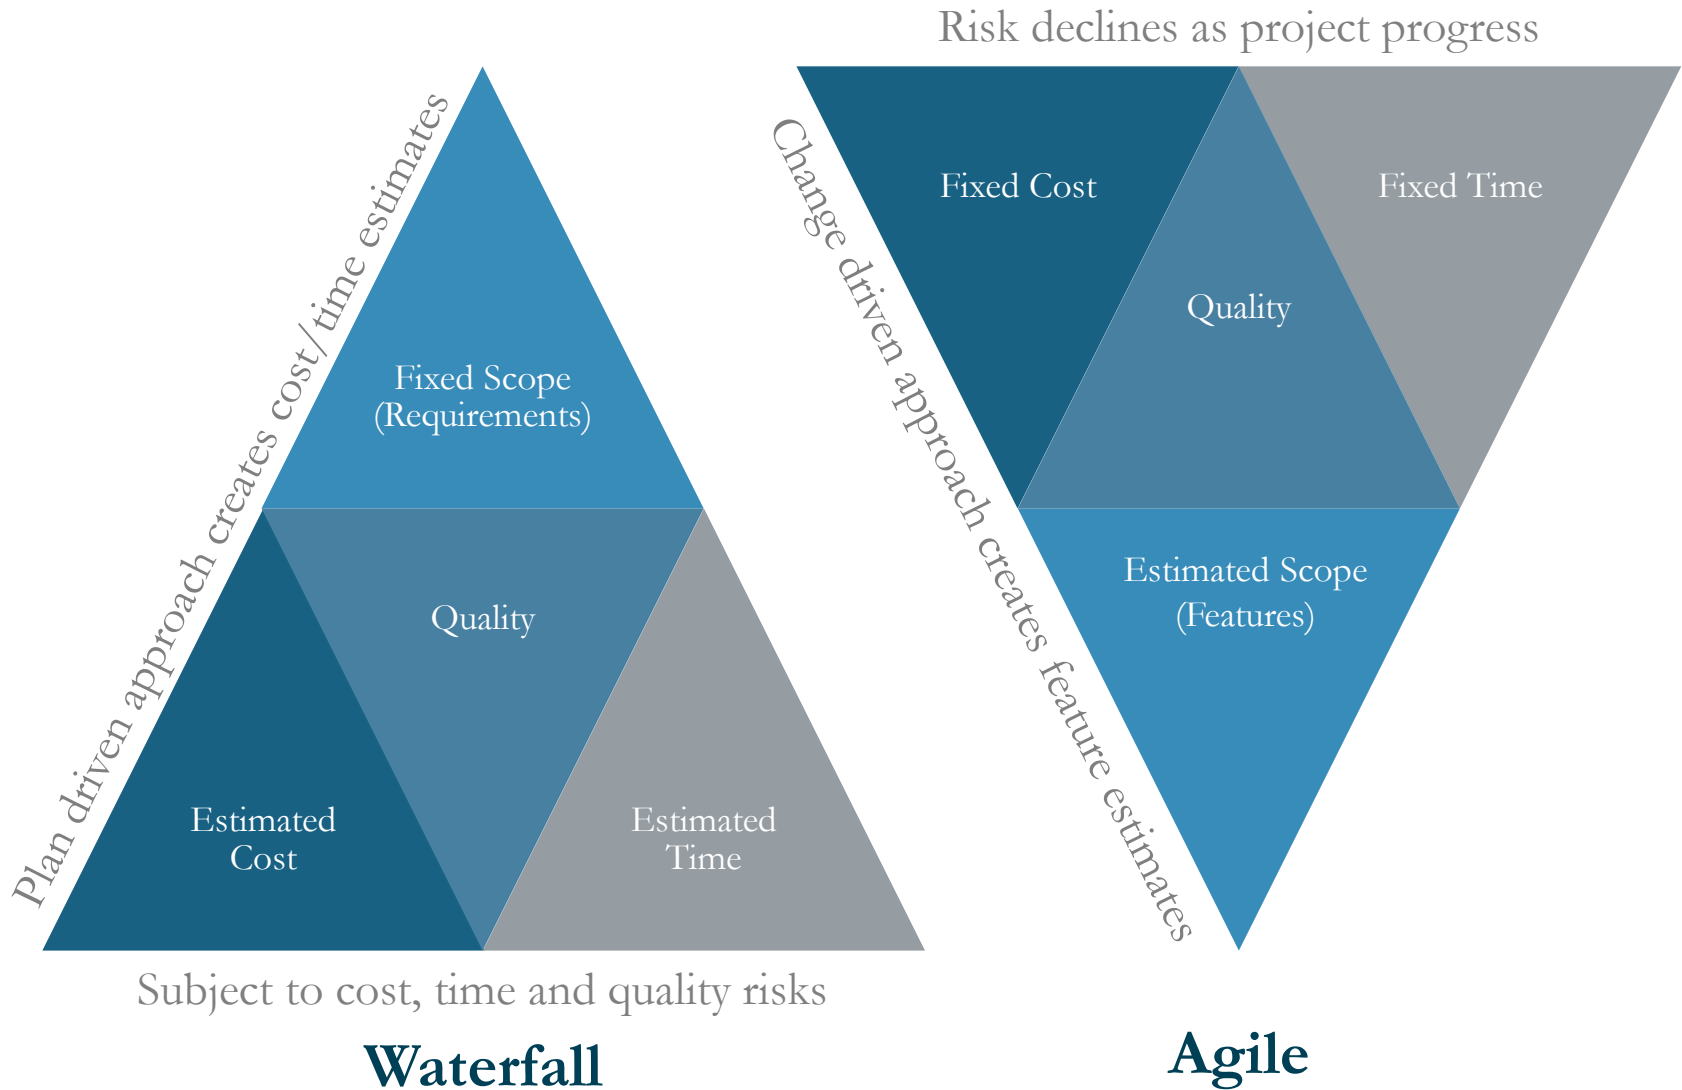 Plan driven approach creates cost/time estimates
Fixed Scope
(Requirements)
Quality
Estimated
Cost
Estimated
Time
Subject to cost, time and quality risks
Waterfall
Risk declines as project progress
Change driven approach creates feature estimates
Fixed Cost
Fixed Time
Quality
Estimated Scope
(Features)
Agile